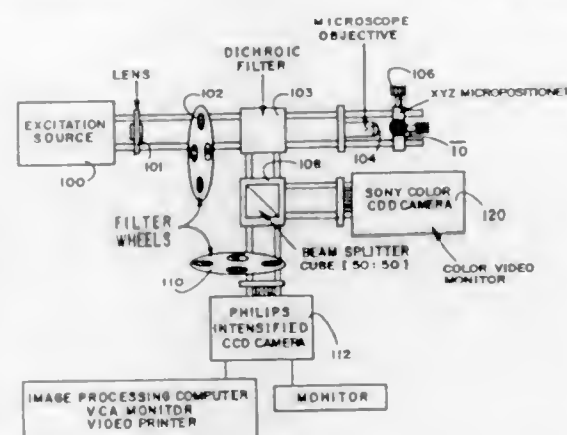 MICROSCOPE
OBJECTIVE
DICHROIC
FILTER
LENS
102
103
106
XYZ MICROPOSITIONER
EXCITATION
SOURCE
100
101
104
10
108
SONY COLOR
CDD CAMERA
120
FILTER
WHEELS
BEAM SPLITTER
CUBE [50:50]
COLOR VIDEO
MONITOR
110
PHILIPS
INTENSIFIED
CCD CAMERA
112
IMAGE PROCESSING COMPUTER
VCA MONITOR
VIDEO PRINTER
MONITOR